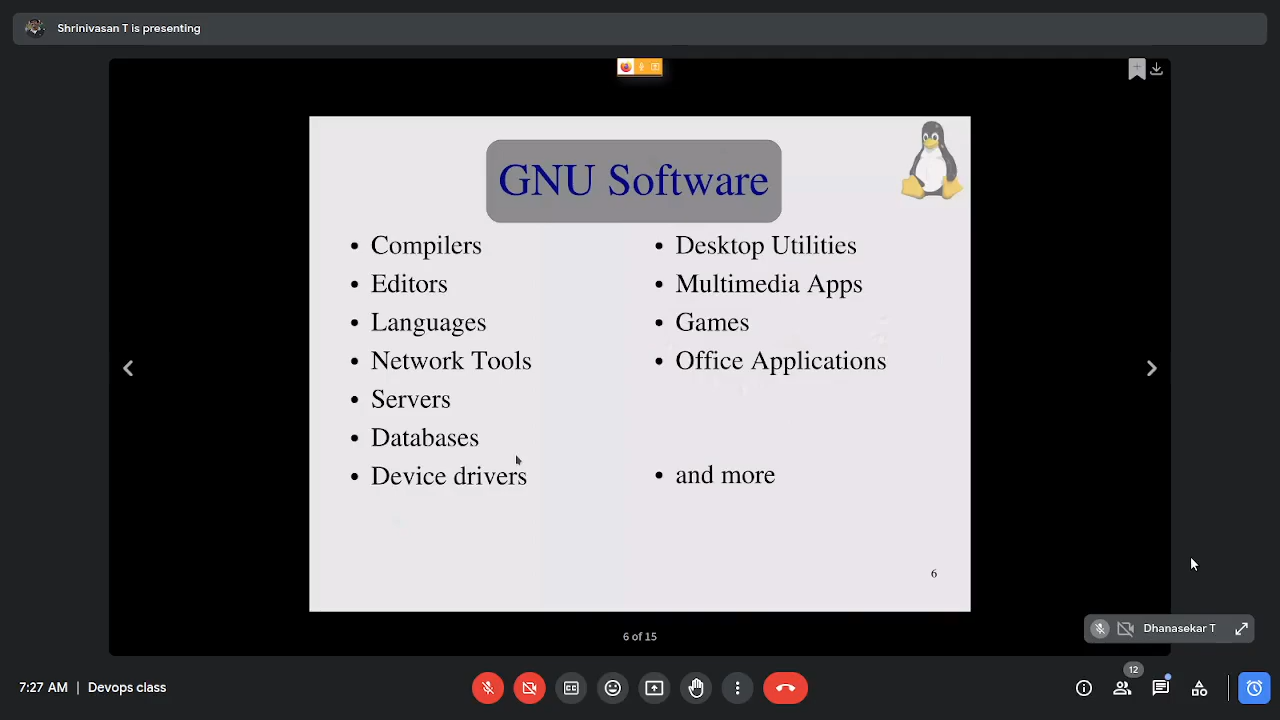 Shrinivasan T is presenting
GNU Software
• Compilers
• Editors
• Languages
• Network Tools
• Servers
• Databases
• Device drivers
• Desktop Utilities
• Multimedia Apps
• Games
• Office Applications
• and more
6
6 of 15
Dhanasekar T
7:27 AM | Devops class
12